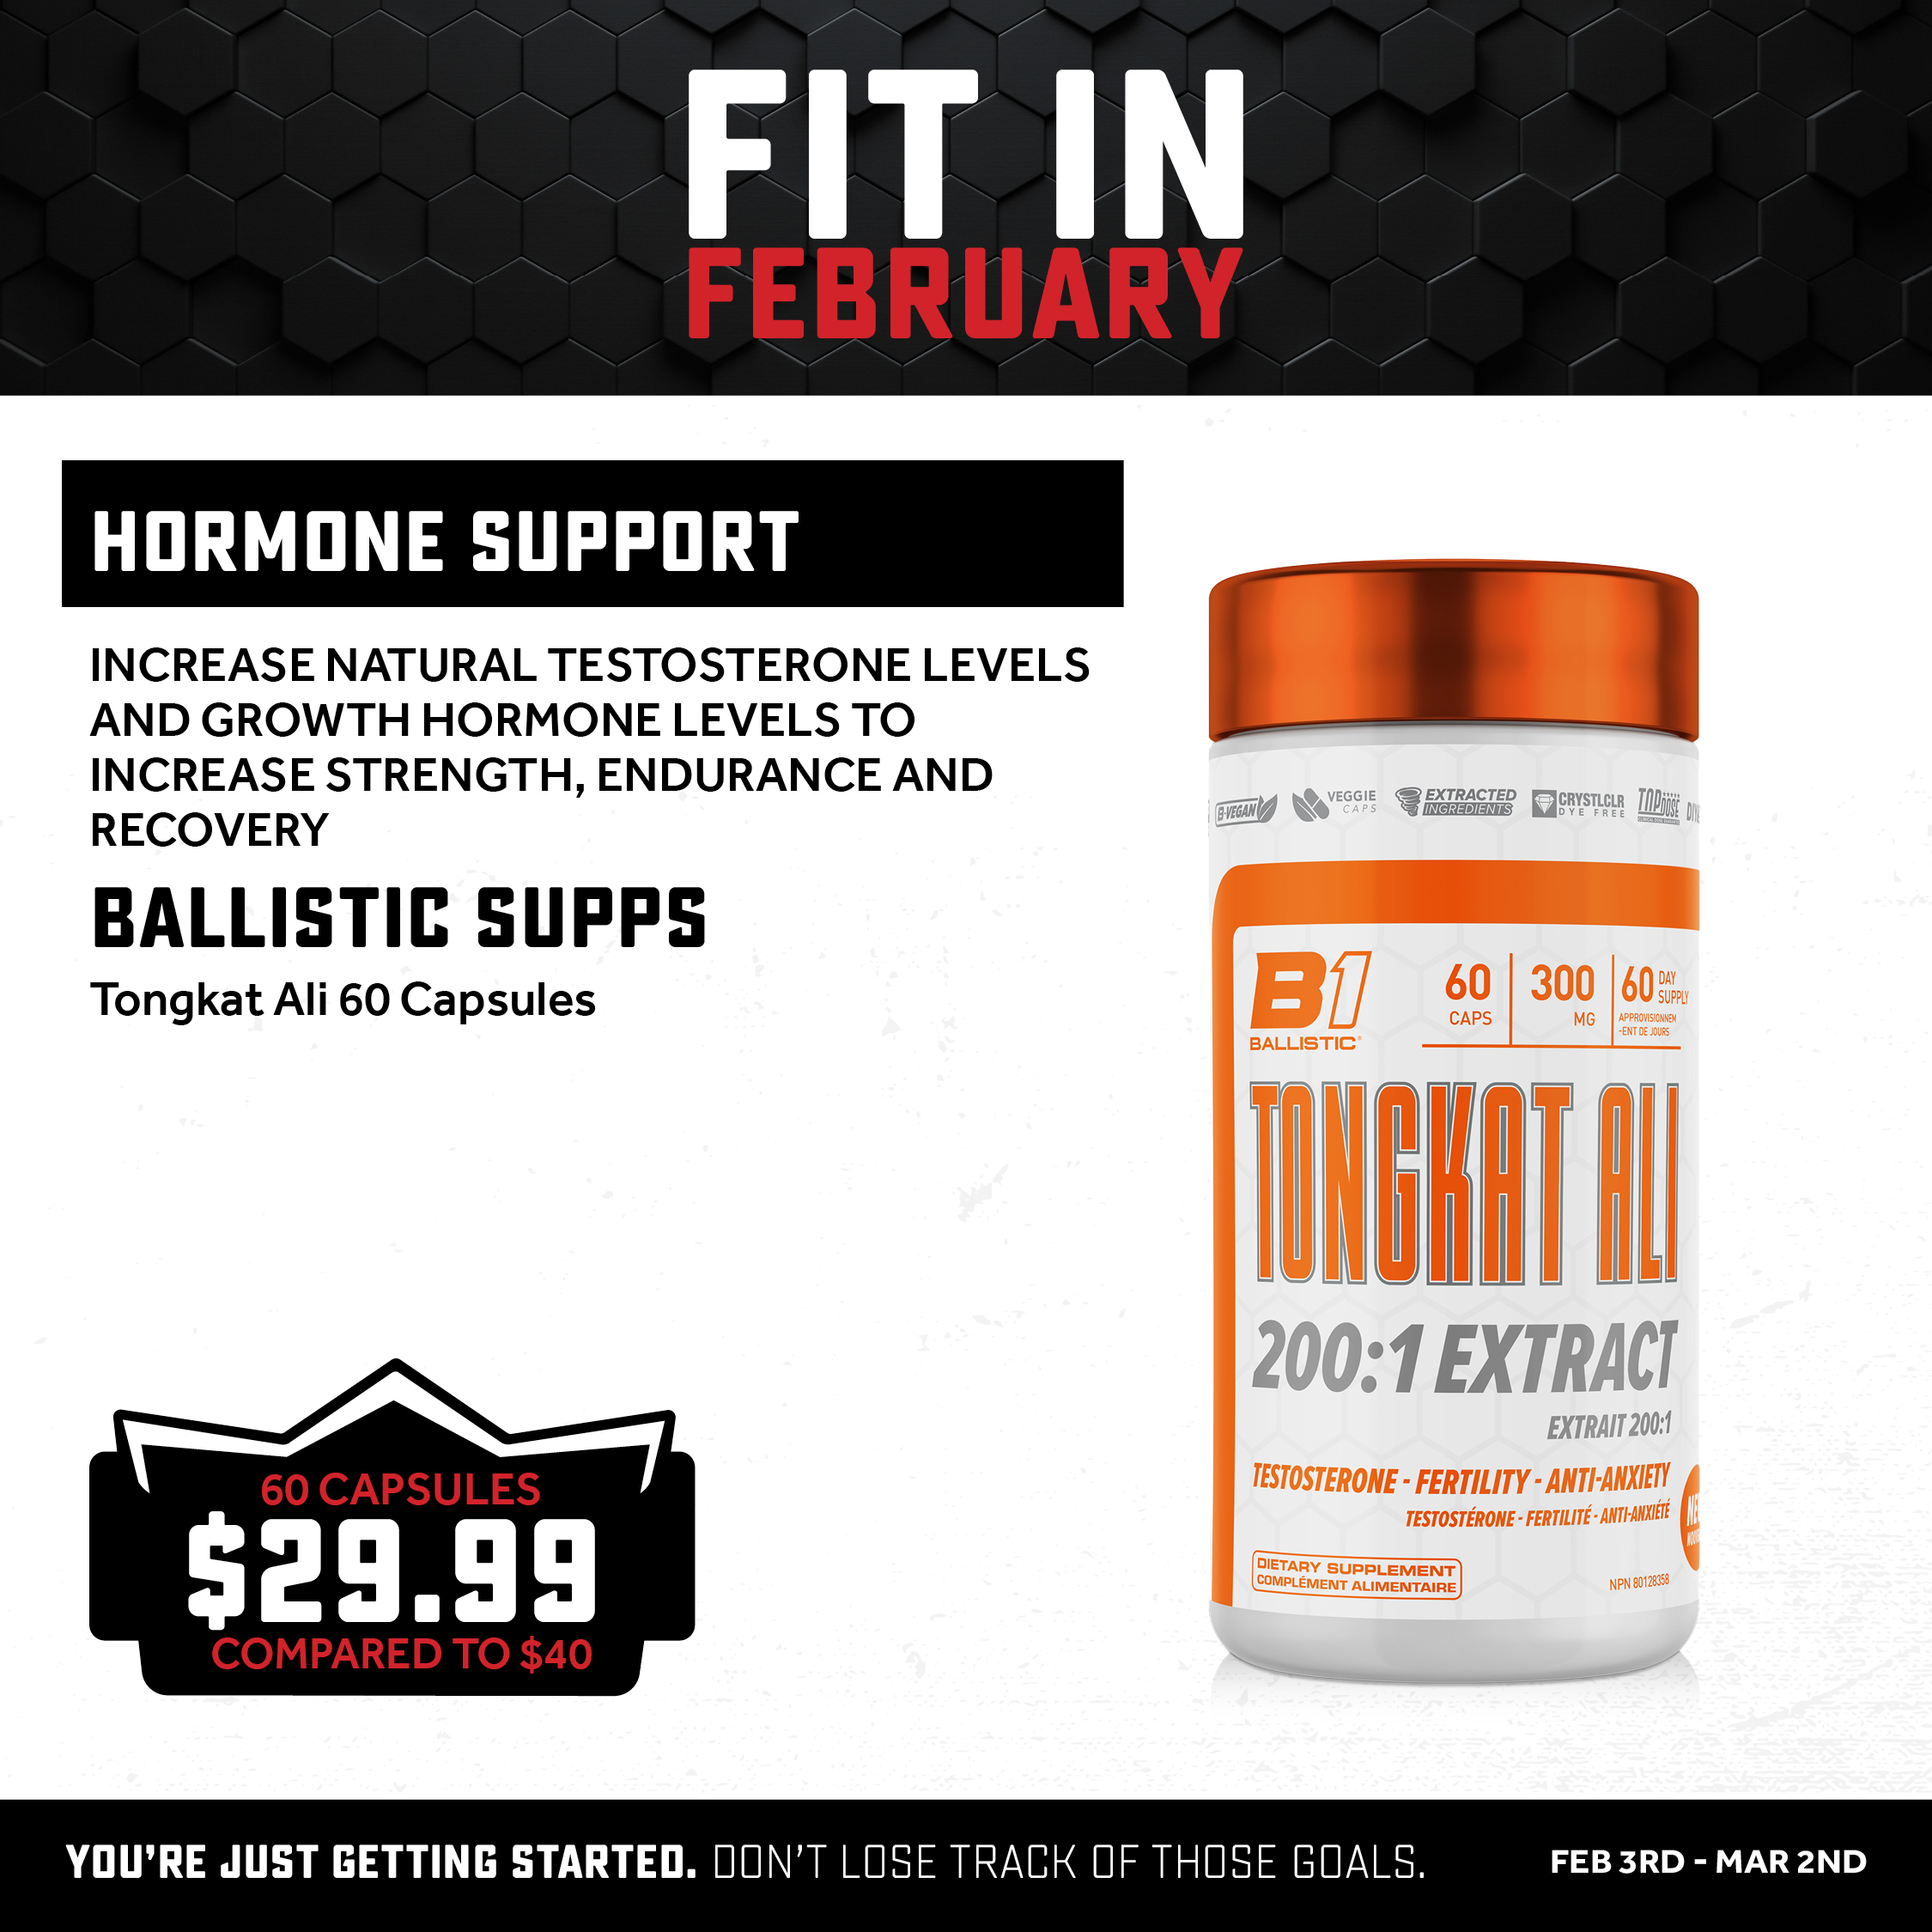 FIT IN
FEBRUARY
HORMONE SUPPORT
INCREASE NATURAL TESTOSTERONE LEVELS
AND GROWTH HORMONE LEVELS TO
INCREASE STRENGTH, ENDURANCE AND
RECOVERY
BALLISTIC SUPPS
Tongkat Ali 60 Capsules
60 CAPSULES
$29.99
COMPARED TO $40
B-VEGAN
VEGGIE
CAPS
EXTRACTED
INGREDIENTS
CRYSTLCLR
DYE FREE
TOPDOSE
B1
BALLISTIC
60
CAPS
300
MG
60 DAY
SUPPLY
APPROVISIONNEM
-ENT DE JOURS
TONGKAT ALI
200:1 EXTRACT
EXTRAIT 200:1
TESTOSTERONE - FERTILITY - ANTI-ANXIETY
TESTOSTÉRONE - FERTILITÉ - ANTI-ANXIÉTÉ
DIETARY SUPPLEMENT
COMPLÉMENT ALIMENTAIRE
NPN 80128358
YOU'RE JUST GETTING STARTED. DON'T LOSE TRACK OF THOSE GOALS.
FEB 3RD - MAR 2ND